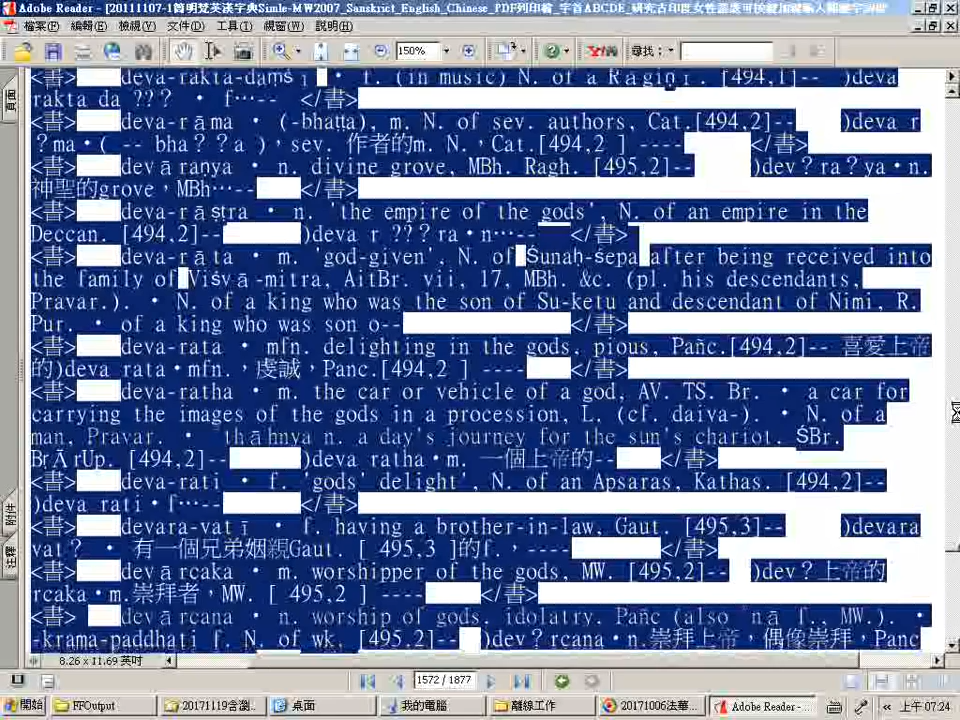 Adobe Reader - [20111107-1簡明梵英漢字典Simle-MW2007_Sanskrit_English_Chinese_PDF列印檔_字首ABCDE_研究古印度女性
檔案(F) 編輯(E) 檢視(V) 文件(D) 工具(T) 視窗(W) 說明(H)
150% 尋找：
<書> deva-rakta-daṃśī • f. (in music) N. of a Rāgiṇī. [494,1]-- )deva
rakta da ??? • f…-- </書>
<書> deva-rāma • (-bhaṭṭa), m. N. of sev. authors, Cat.[494,2]-- )deva r
?ma•( -- bha??a )，sev. 作者的m. N.，Cat.[494,2 ] ---- </書>
<書> devāraṇya • n. divine grove, MBh. Ragh. [495,2]-- )dev?ra?ya•n.
神聖的grove，MBh…-- </書>
<書> deva-rāṣṭra • n. 'the empire of the gods', N. of an empire in the
Deccan. [494,2]-- )deva r ???ra•n…-- </書>
<書> deva-rāta • m. 'god-given', N. of Śunaḥ-śepa after being received into
the family of Viśvā-mitra, AitBr. vii, 17, MBh. &c. (pl. his descendants,
Pravar.). • N. of a king who was the son of Su-ketu and descendant of Nimi, R.
Pur. • of a king who was son o-- </書>
<書> deva-rata • mfn. delighting in the gods, pious, Pañc.[494,2]-- 喜愛上帝
的)deva rata•mfn.，虔誠，Panc.[494,2 ] ---- </書>
<書> deva-ratha • m. the car or vehicle of a god, AV. TS. Br. • a car for
carrying the images of the gods in a procession, L. (cf. daiva-). • N. of a
man, Pravar. • thāhnya n. a day's journey for the sun's chariot. ŚBr.
BrĀrUp. [494,2]-- )deva ratha•m. 一個上帝的-- </書>
<書> deva-rati • f. 'gods' delight', N. of an Apsaras, Kathas. [494,2]--
)deva rati•f…-- </書>
<書> devara-vatī • f. having a brother-in-law, Gaut. [495,3]-- )devara
vat? • 有一個兄弟姻親Gaut. [ 495,3 ]的f.，---- </書>
<書> devārcaka • m. worshipper of the gods, MW. [495,2]-- )dev?上帝的
rcaka•m.崇拜者，MW. [ 495,2 ] ---- </書>
<書> devārcana • n. worship of gods, idolatry. Pañc (also °nā f., MW.). •
-krama-paddhati f. N. of wk. [495,2]-- )dev?rcana•n.崇拜上帝，偶像崇拜，Panc
頁面
附件
註釋
8.26 x 11.69 英吋
1572 / 1877
開始 FFOutput 20171119含瀏... 桌面 我的電腦 離線工作 20171006法華... Adobe Reader -... 上午 07:24